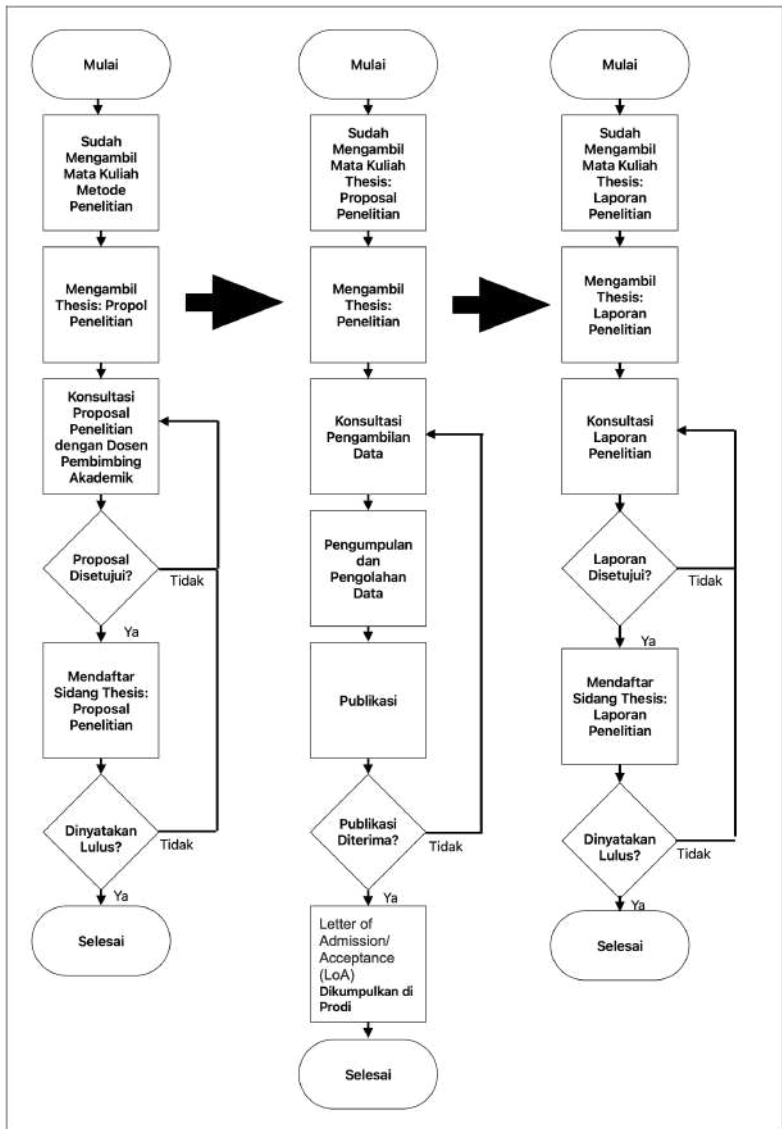 Mulai
Sudah
Mengambil
Mata Kuliah
Metode
Penelitian
Mengambil
Thesis: Propol
Penelitian
Konsultasi
Proposal
Penelitian
dengan Dosen
Pembimbing
Akademik
Proposal
Disetujui?
Tidak
Ya
Mendaftar
Sidang Thesis:
Proposal
Penelitian
Dinyatakan
Lulus?
Tidak
Ya
Selesai
Mulai
Sudah
Mengambil
Mata Kuliah
Thesis:
Proposal
Penelitian
Mengambil
Thesis:
Penelitian
Konsultasi
Pengambilan
Data
Pengumpulan
dan
Pengolahan
Data
Publikasi
Publikasi
Diterima?
Tidak
Ya
Letter of
Admission/
Acceptance
(LoA)
Dikumpulkan di
Prodi
Selesai
Mulai
Sudah
Mengambil
Mata Kuliah
Thesis:
Laporan
Penelitian
Mengambil
Thesis:
Laporan
Penelitian
Konsultasi
Laporan
Penelitian
Laporan
Disetujui?
Tidak
Ya
Mendaftar
Sidang Thesis:
Laporan
Penelitian
Dinyatakan
Lulus?
Tidak
Ya
Selesai